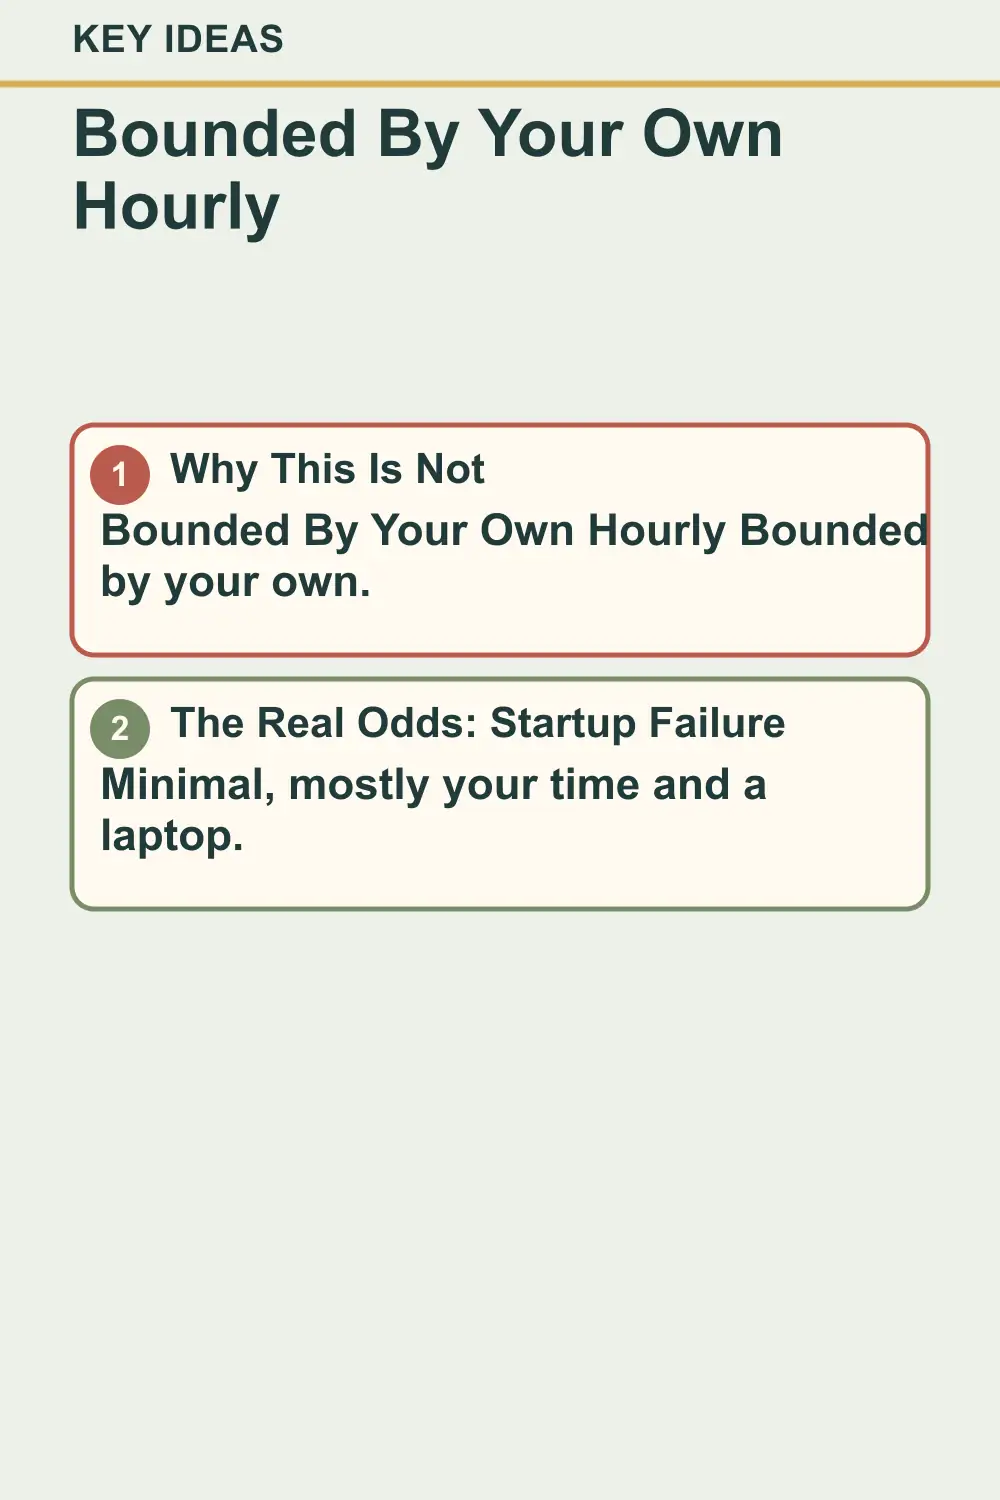 KEY IDEAS
Bounded By Your Own
Hourly
1 Why This Is Not
Bounded By Your Own Hourly Bounded
by your own.
2 The Real Odds: Startup Failure
Minimal, mostly your time and a
laptop.